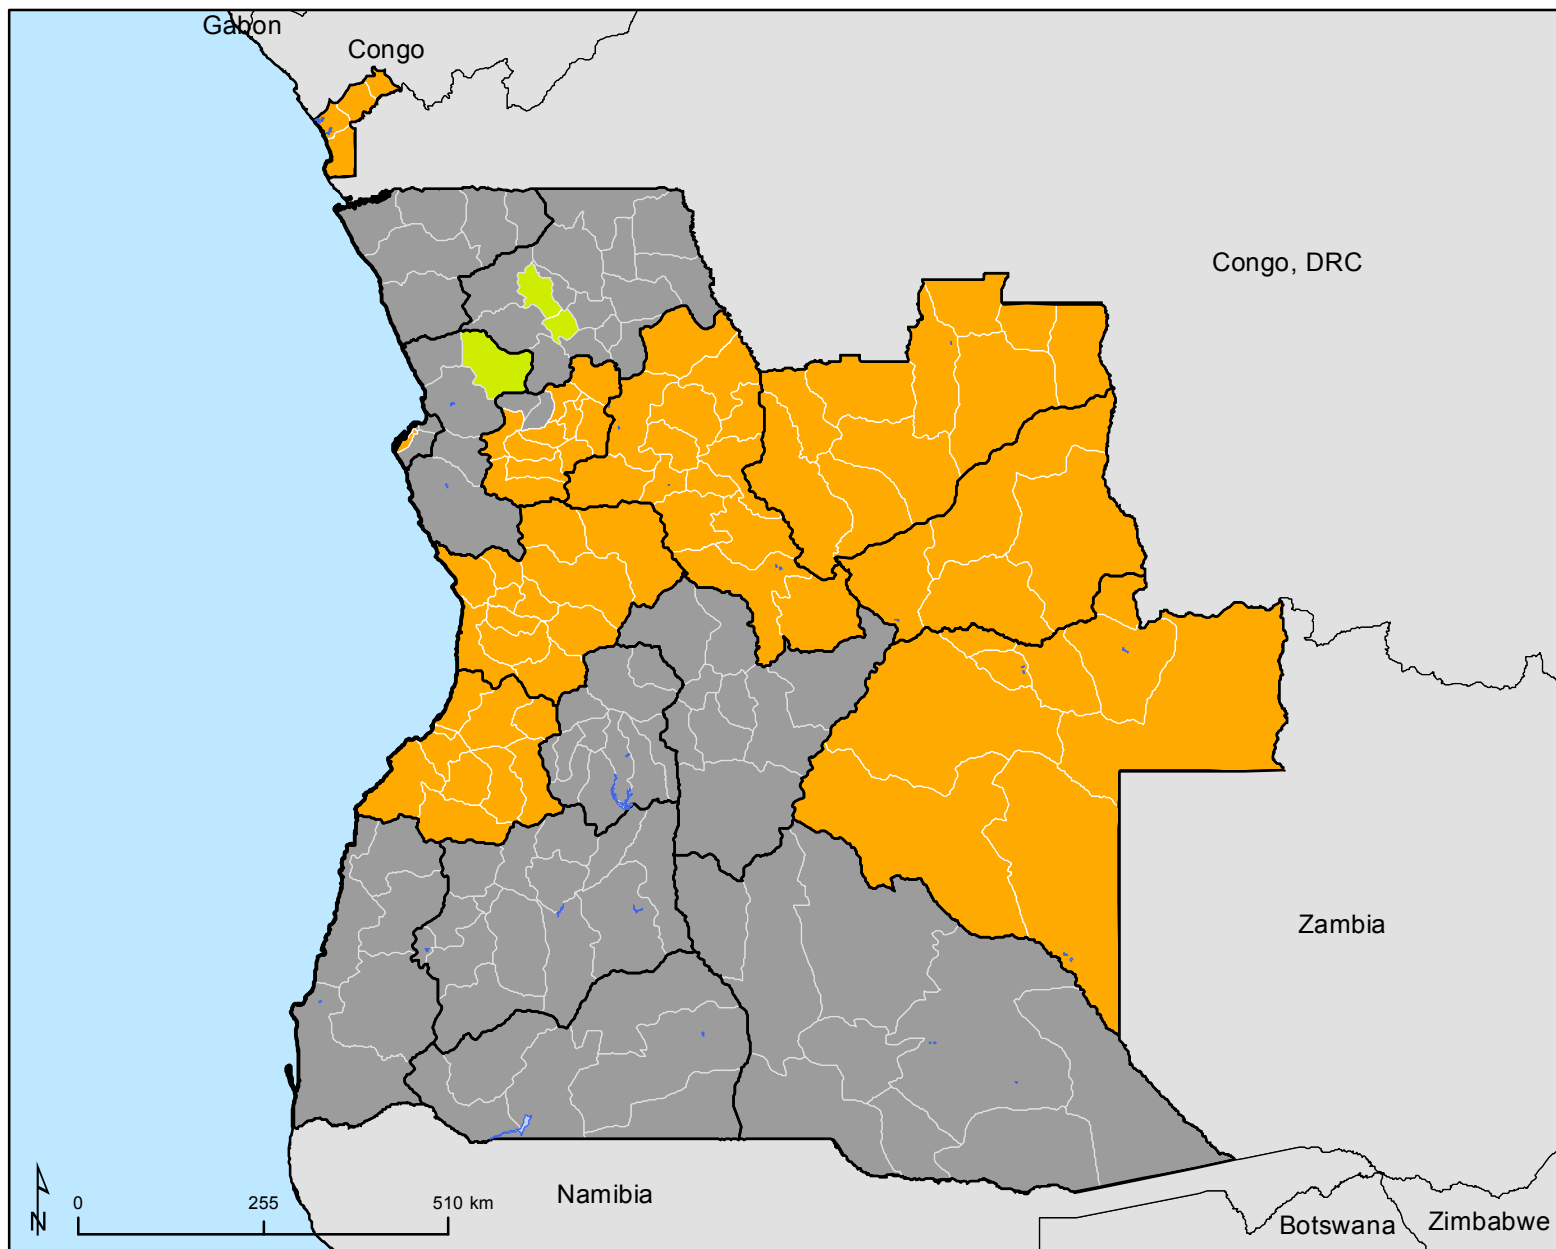 Gabon
Congo
Congo, DRC
Zambia
Namibia
Botswana
Zimbabwe
N
0 255 510 km